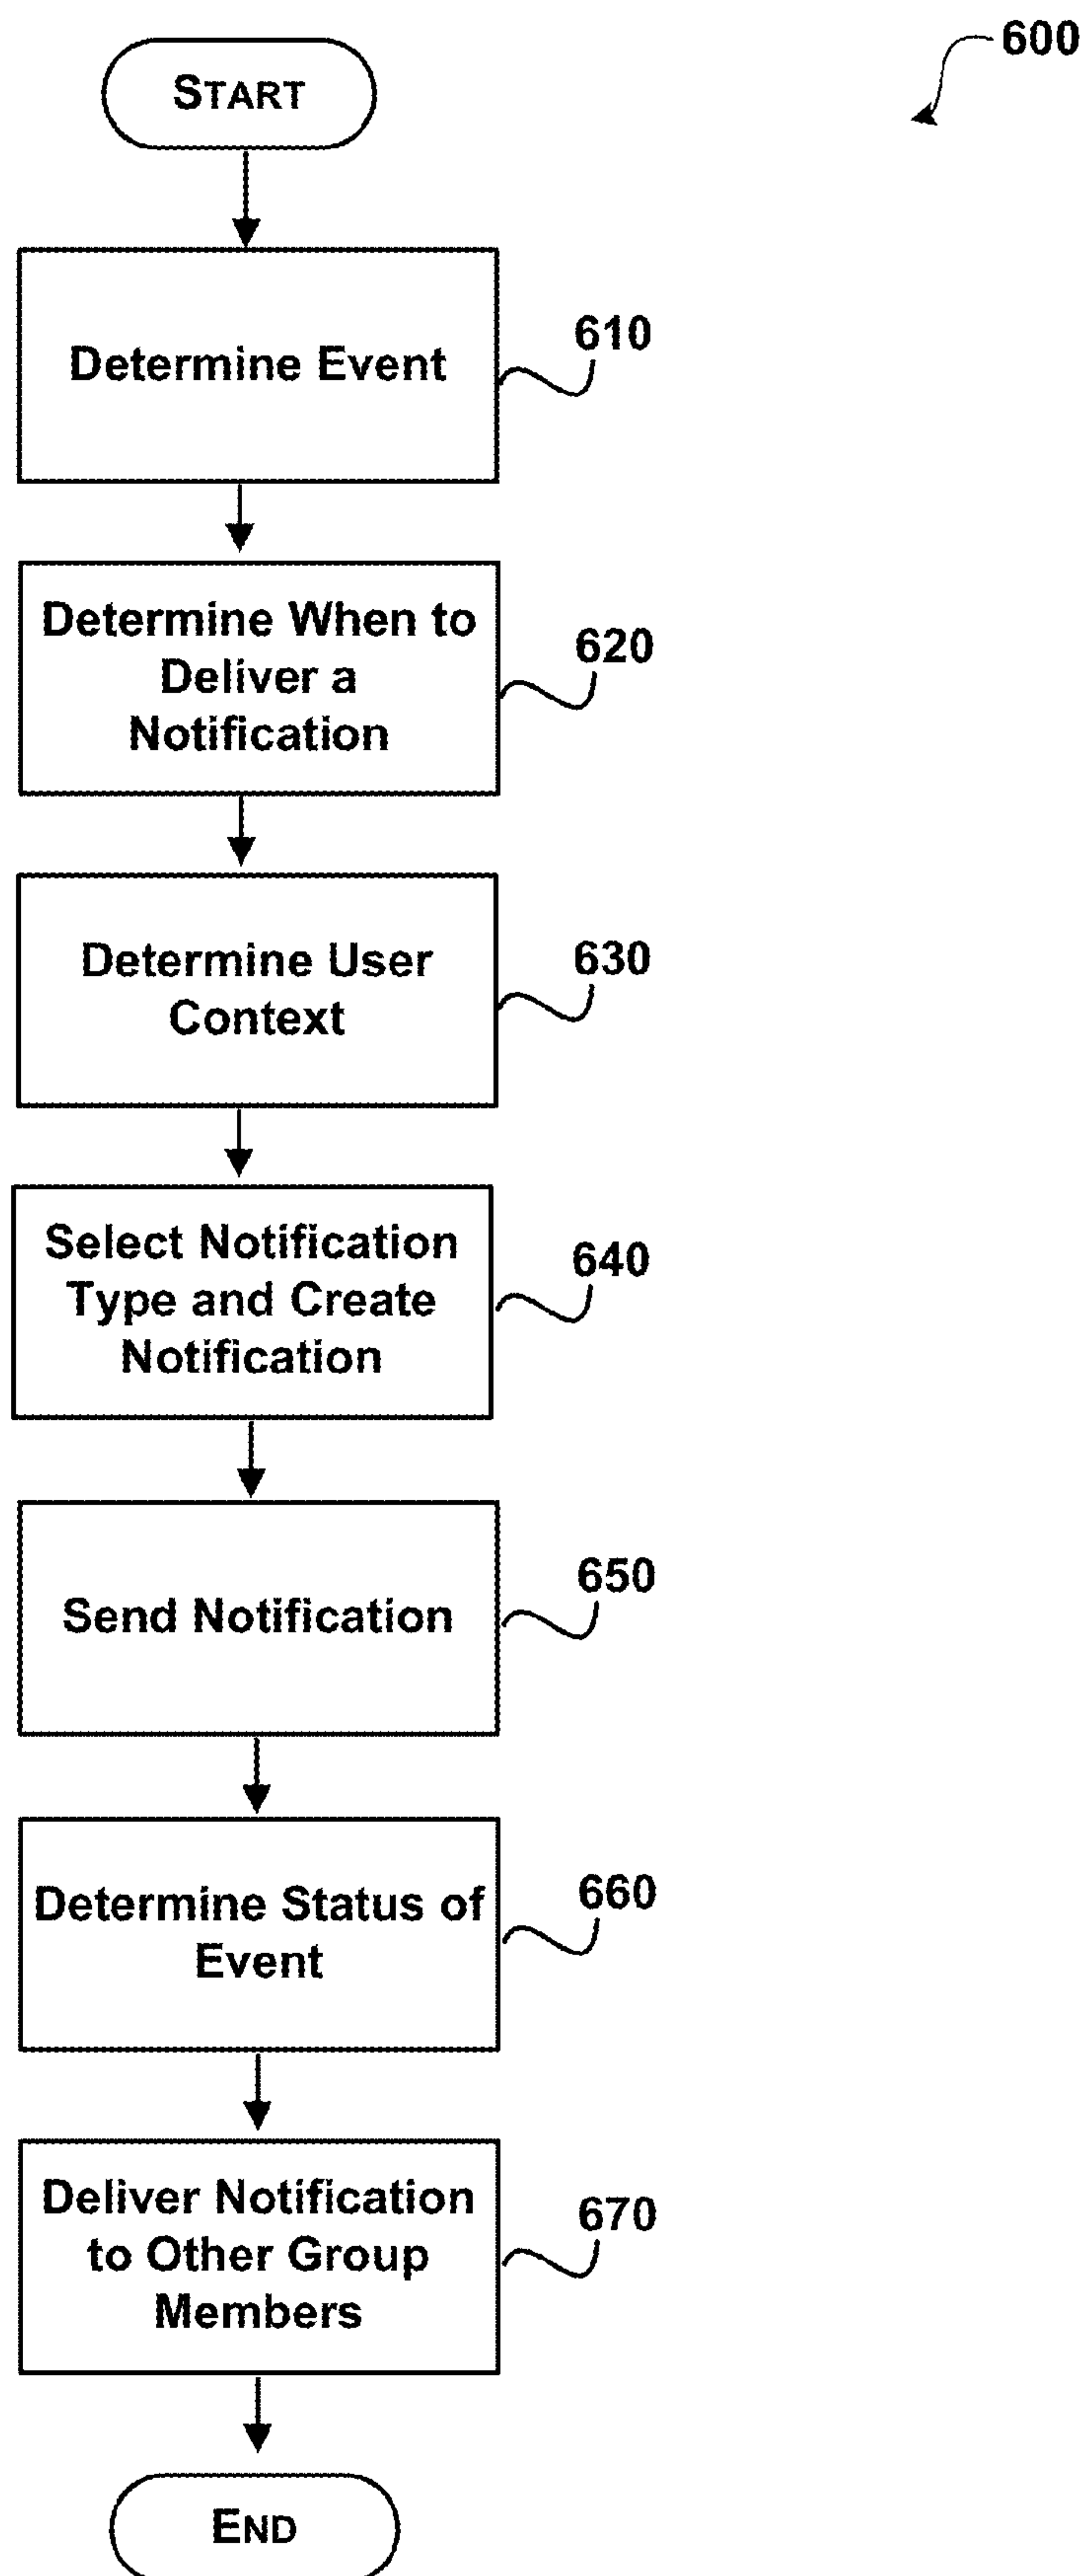 600
START
Determine Event
610
Determine When to
Deliver a
Notification
620
Determine User
Context
630
Select Notification
Type and Create
Notification
640
Send Notification
650
Determine Status of
Event
660
Deliver Notification
to Other Group
Members
670
END